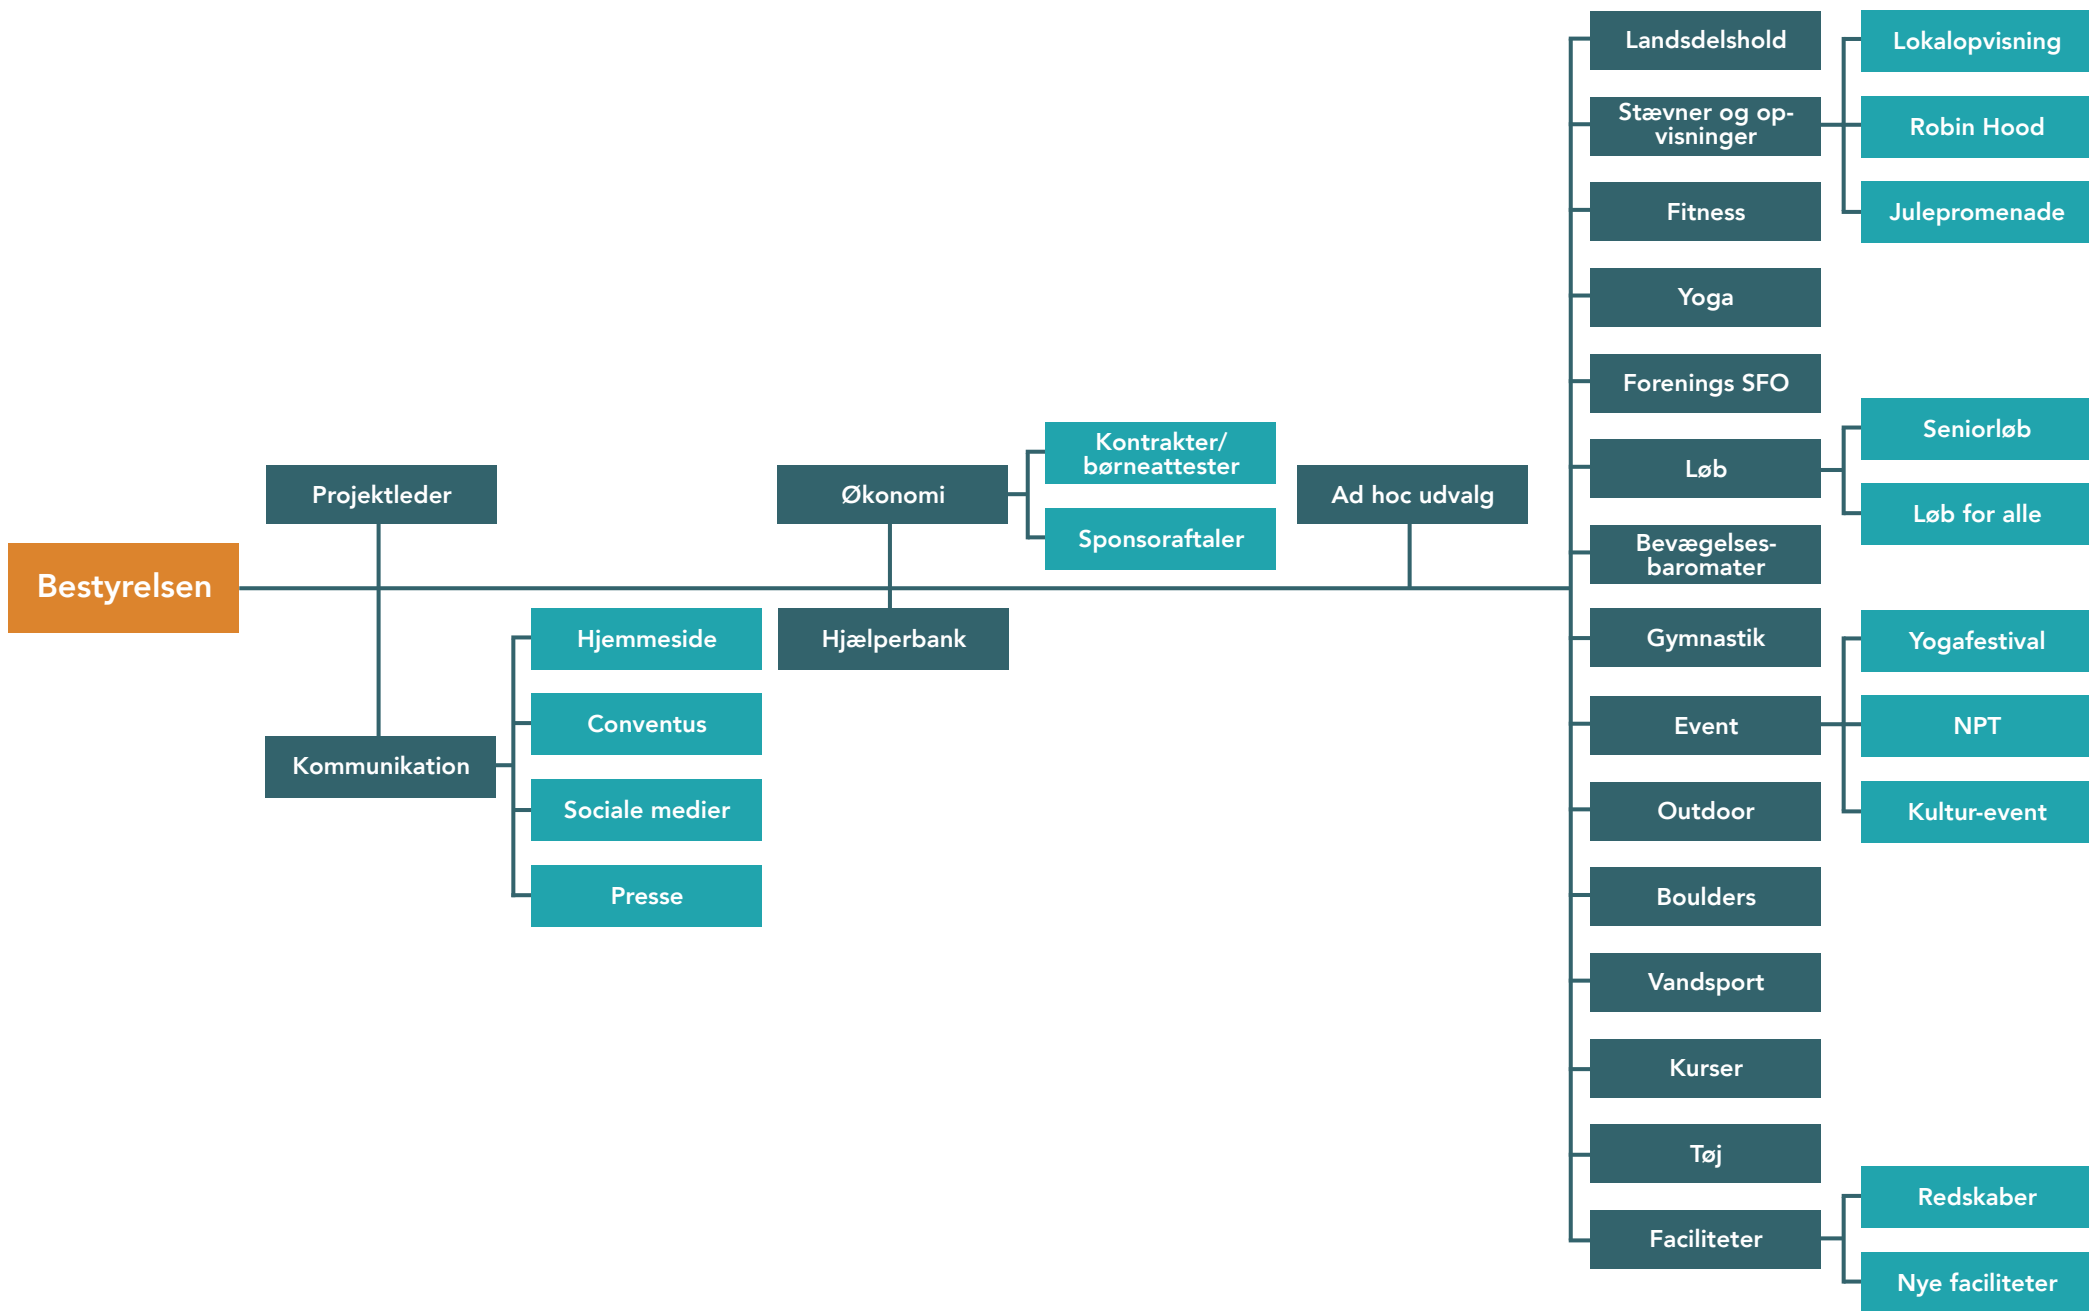 Bestyrelsen
Projektleder
Kommunikation
Hjemmeside
Conventus
Sociale medier
Presse
Økonomi
Kontrakter/
børneattester
Sponsoraftaler
Hjælperbank
Ad hoc udvalg
Landsdelshold
Stævner og op-
visninger
Lokalopvisning
Robin Hood
Julepromenade
Fitness
Yoga
Forenings SFO
Løb
Seniorløb
Løb for alle
Bevægelses-
baromater
Gymnastik
Event
Yogafestival
NPT
Kultur-event
Outdoor
Boulders
Vandsport
Kurser
Tøj
Faciliteter
Redskaber
Nye faciliteter